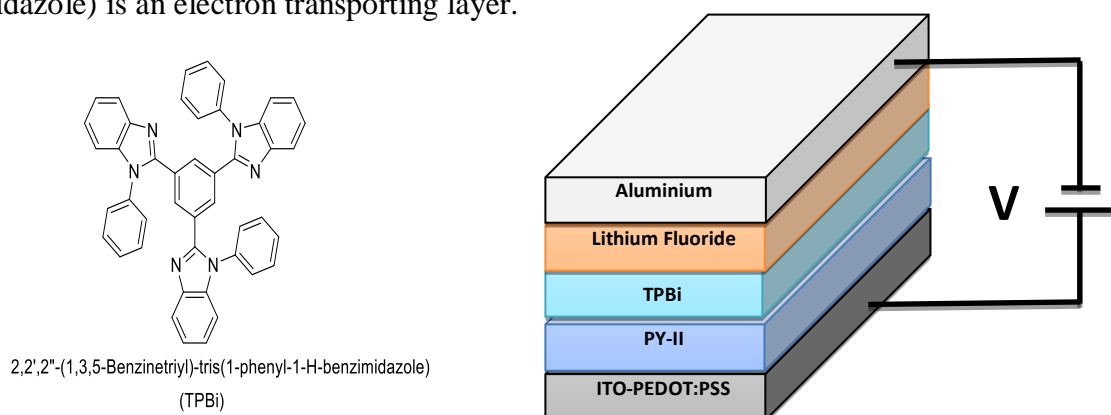 idazole) is an electron transporting layer.
N
N
N
N
N
N
2,2',2"-(1,3,5-Benzinetriyl)-tris(1-phenyl-1-H-benzimidazole)
(TPBi)
Aluminium
Lithium Fluoride
TPBi
PY-II
ITO-PEDOT:PSS
V